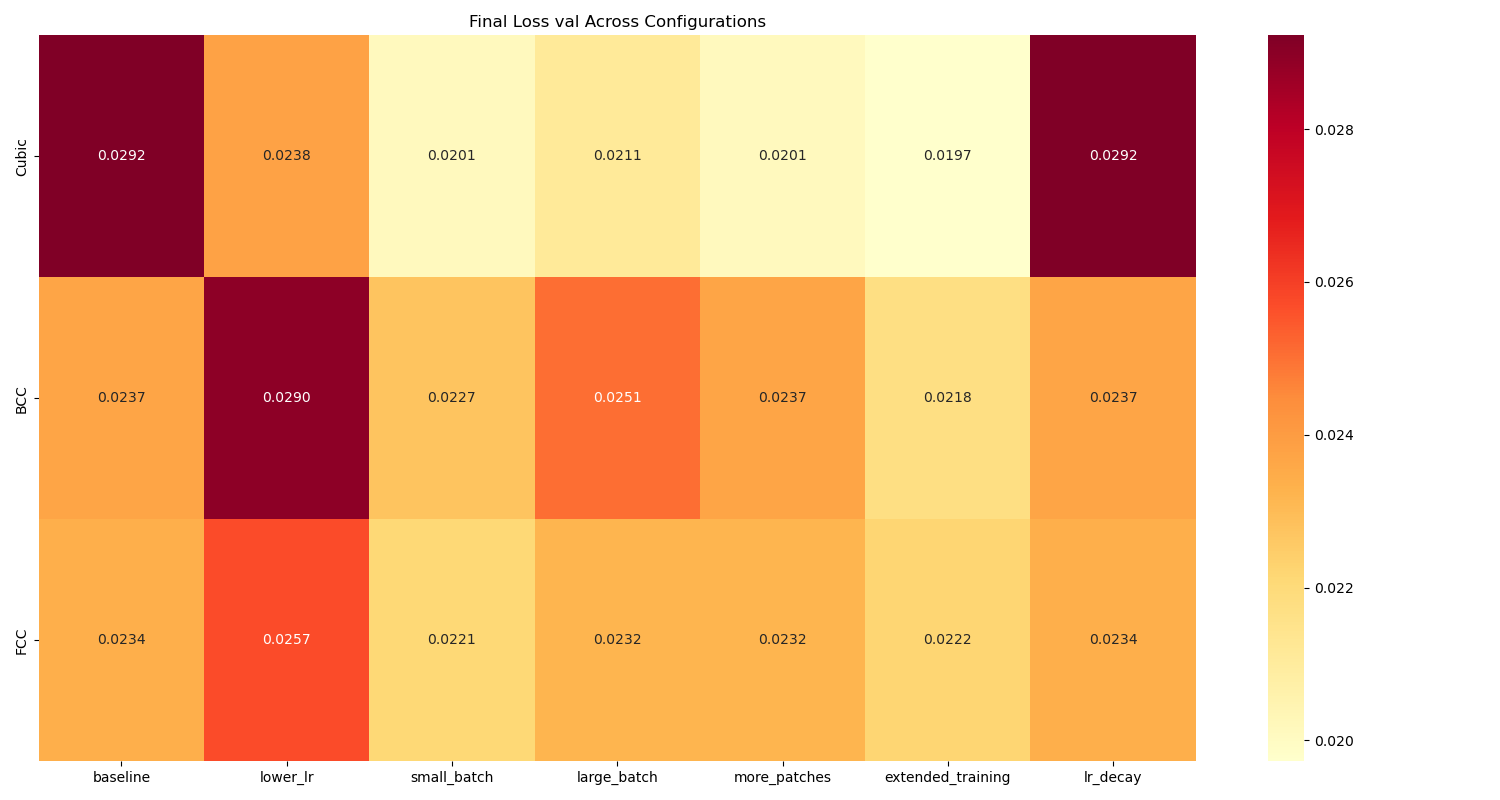 Final Loss val Across Configurations
Cubic 0.0292 0.0238 0.0201 0.0211 0.0201 0.0197 0.0292
BCC 0.0237 0.0290 0.0227 0.0251 0.0237 0.0218 0.0237
FCC 0.0234 0.0257 0.0221 0.0232 0.0232 0.0222 0.0234
baseline lower_lr small_batch large_batch more_patches extended_training lr_decay
0.028
0.026
0.024
0.022
0.020